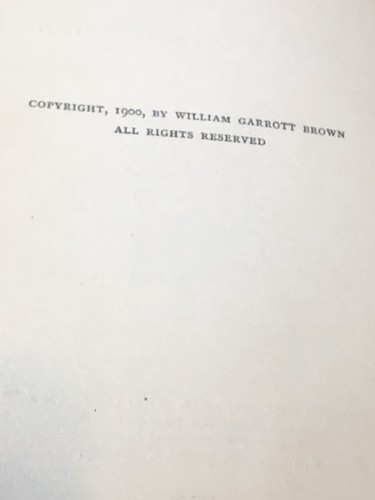 COPYRIGHT, 1900, BY WILLIAM GARROTT BROWN
ALL RIGHTS RESERVED